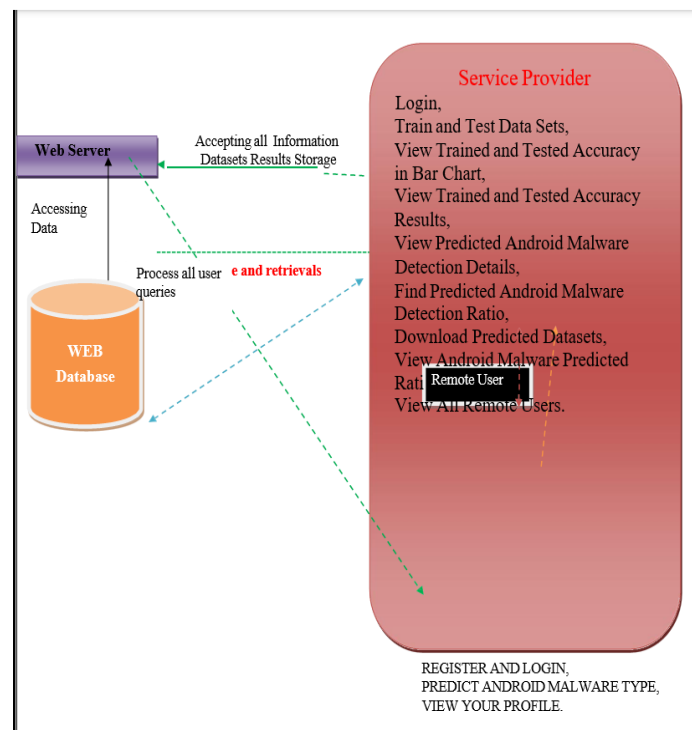 Service Provider
Login,
Train and Test Data Sets,
View Trained and Tested Accuracy
in Bar Chart,
View Trained and Tested Accuracy
Results,
View Predicted Android Malware
Detection Details,
Find Predicted Android Malware
Detection Ratio,
Download Predicted Datasets,
View Android Malware Predicted
Rati
View All Remote Users.
Remote User
Accepting all Information
Datasets Results Storage
Web Server
Accessing
Data
Process all user
queries
e and retrievals
WEB
Database
REGISTER AND LOGIN,
PREDICT ANDROID MALWARE TYPE,
VIEW YOUR PROFILE.